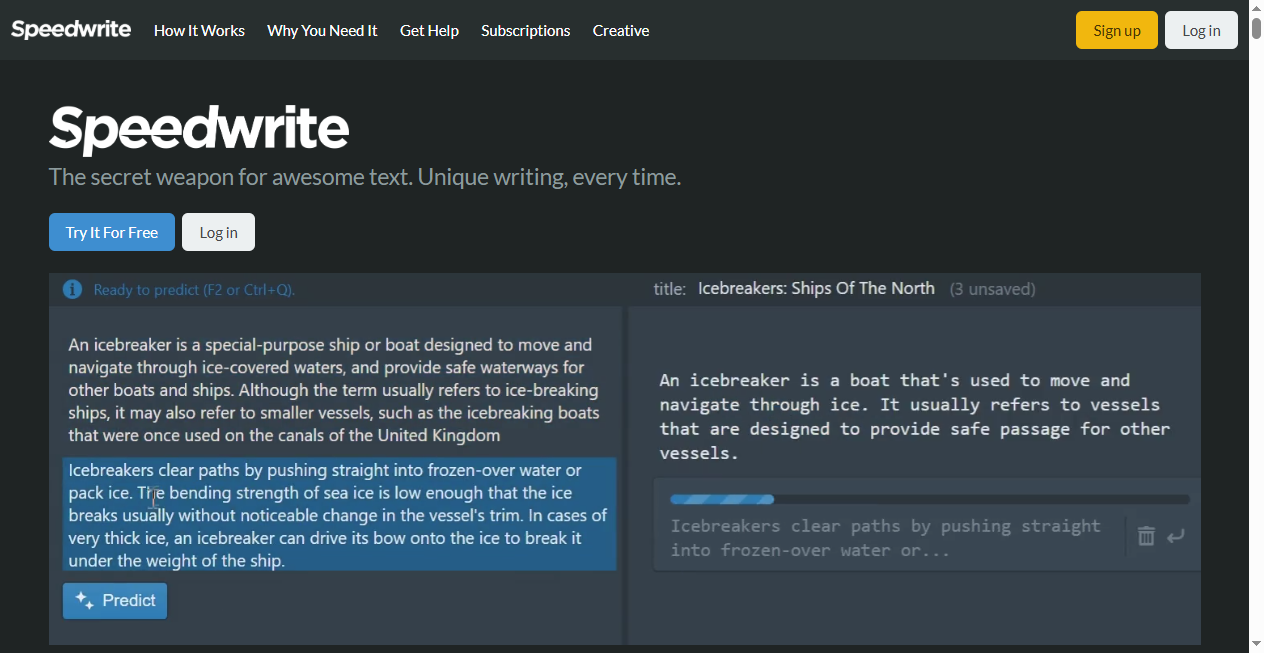 Speedwrite How It Works Why You Need It Get Help Subscriptions Creative Sign up Log in
Speedwrite
The secret weapon for awesome text. Unique writing, every time.
Try It For Free Log in
Ready to predict (F2 or Ctrl+Q).
An icebreaker is a special-purpose ship or boat designed to move and
navigate through ice-covered waters, and provide safe waterways for
other boats and ships. Although the term usually refers to ice-breaking
ships, it may also refer to smaller vessels, such as the icebreaking boats
that were once used on the canals of the United Kingdom
Icebreakers clear paths by pushing straight into frozen-over water or
pack ice. The bending strength of sea ice is low enough that the ice
breaks usually without noticeable change in the vessel's trim. In cases of
very thick ice, an icebreaker can drive its bow onto the ice to break it
under the weight of the ship.
Predict
title: Icebreakers: Ships Of The North (3 unsaved)
An icebreaker is a boat that's used to move and
navigate through ice. It usually refers to vessels
that are designed to provide safe passage for other
vessels.
Icebreakers clear paths by pushing straight
into frozen-over water or...